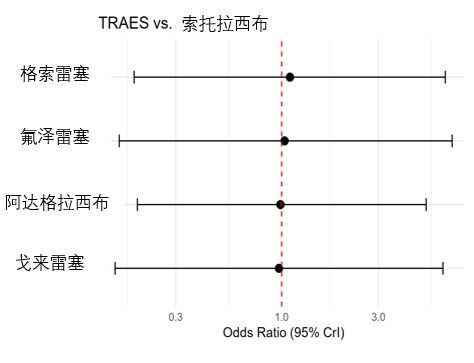 TRAES vs. 索托拉西布
格索雷塞
氟泽雷塞
阿达格拉西布
戈来雷塞
0.3 1.0 3.0
Odds Ratio (95% CrI)